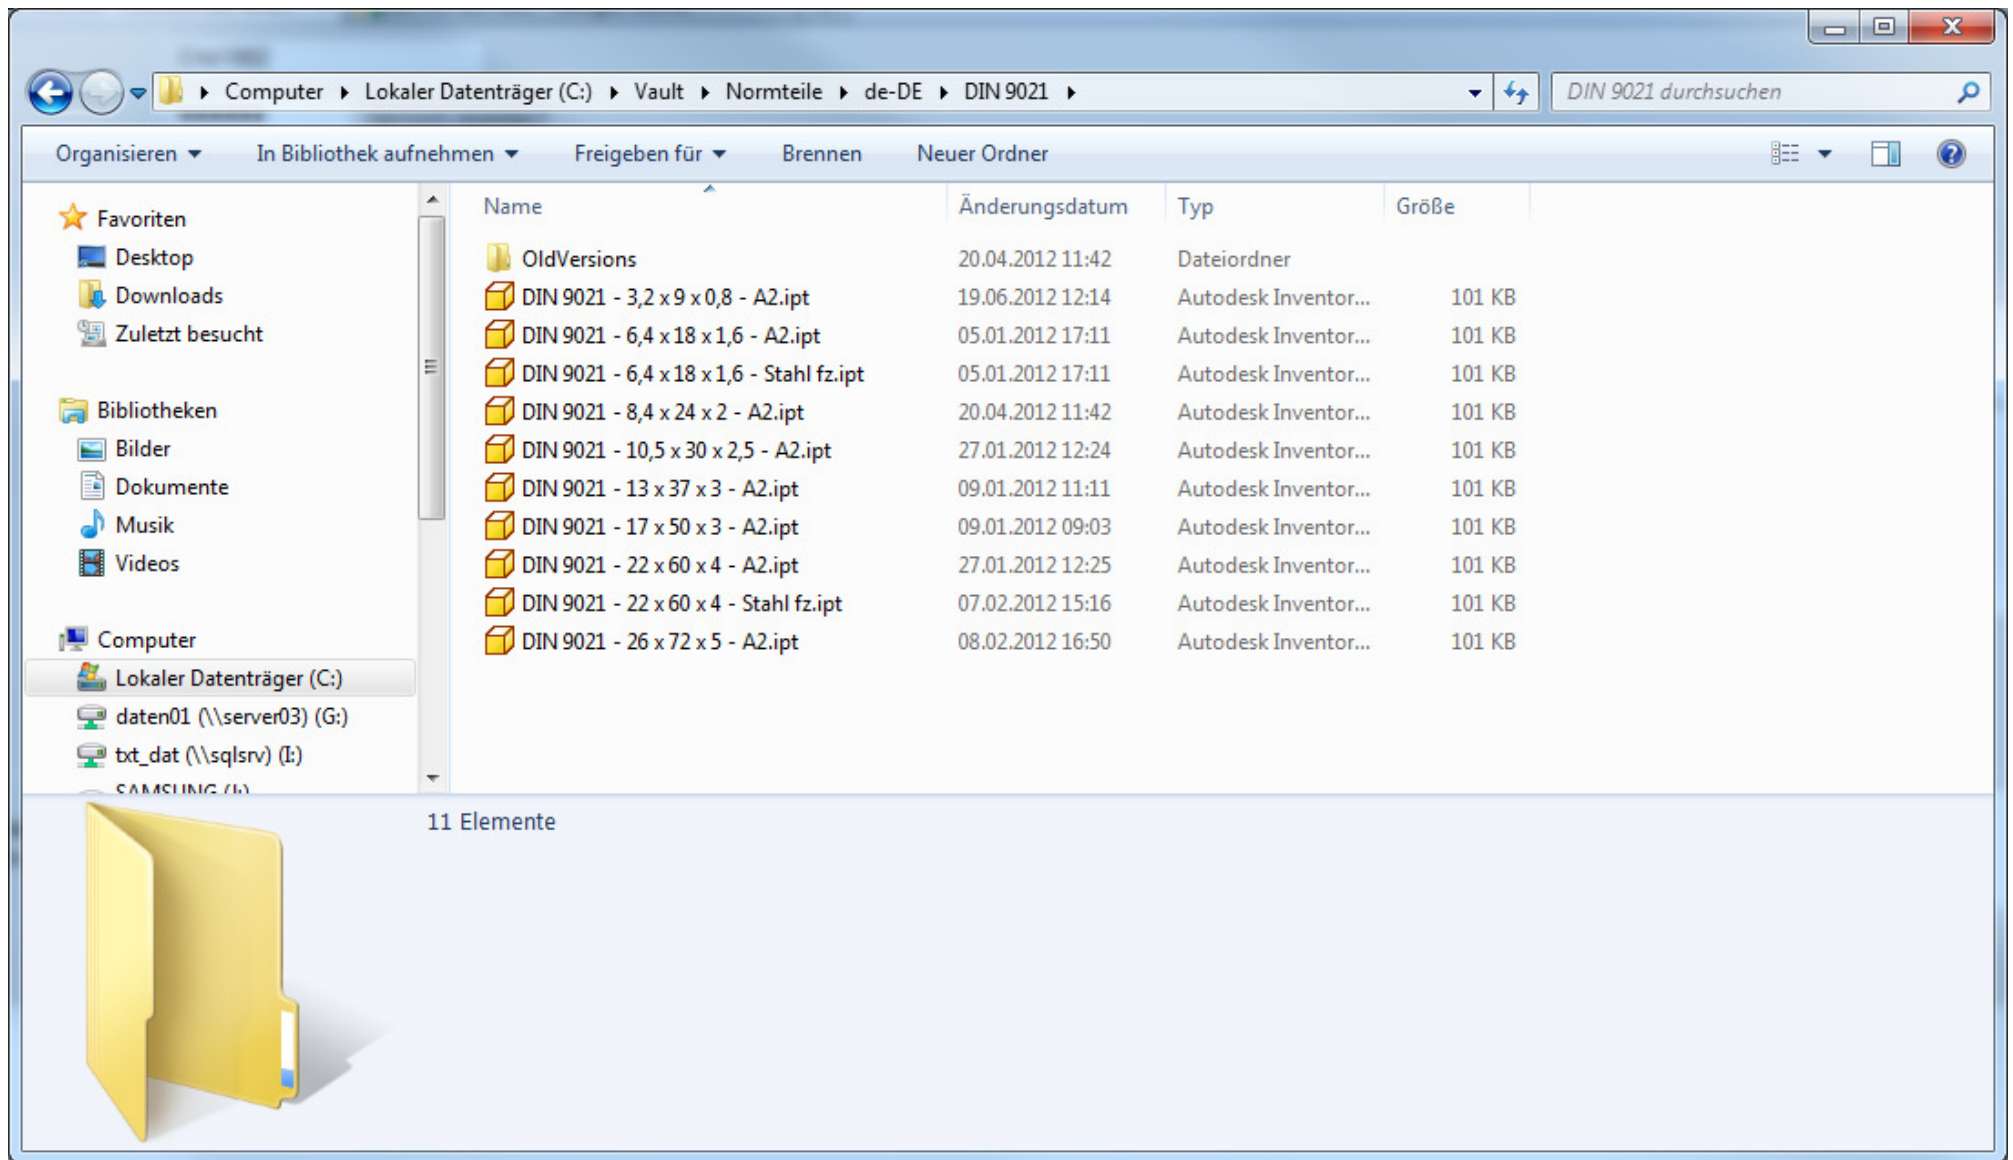 Computer ▸ Lokaler Datenträger (C:) ▸ Vault ▸ Normteile ▸ de-DE ▸ DIN 9021 ▸ DIN 9021 durchsuchen
Organisieren In Bibliothek aufnehmen Freigeben für Brennen Neuer Ordner
Favoriten
Desktop
Downloads
Zuletzt besucht
Bibliotheken
Bilder
Dokumente
Musik
Videos
Computer
Lokaler Datenträger (C:)
daten01 (\\server03) (G:)
txt_dat (\\sqlsrv) (I:)
Name Änderungsdatum Typ Größe
OldVersions 20.04.2012 11:42 Dateiordner
DIN 9021 - 3,2 x 9 x 0,8 - A2.ipt 19.06.2012 12:14 Autodesk Inventor... 101 KB
DIN 9021 - 6,4 x 18 x 1,6 - A2.ipt 05.01.2012 17:11 Autodesk Inventor... 101 KB
DIN 9021 - 6,4 x 18 x 1,6 - Stahl fz.ipt 05.01.2012 17:11 Autodesk Inventor... 101 KB
DIN 9021 - 8,4 x 24 x 2 - A2.ipt 20.04.2012 11:42 Autodesk Inventor... 101 KB
DIN 9021 - 10,5 x 30 x 2,5 - A2.ipt 27.01.2012 12:24 Autodesk Inventor... 101 KB
DIN 9021 - 13 x 37 x 3 - A2.ipt 09.01.2012 11:11 Autodesk Inventor... 101 KB
DIN 9021 - 17 x 50 x 3 - A2.ipt 09.01.2012 09:03 Autodesk Inventor... 101 KB
DIN 9021 - 22 x 60 x 4 - A2.ipt 27.01.2012 12:25 Autodesk Inventor... 101 KB
DIN 9021 - 22 x 60 x 4 - Stahl fz.ipt 07.02.2012 15:16 Autodesk Inventor... 101 KB
DIN 9021 - 26 x 72 x 5 - A2.ipt 08.02.2012 16:50 Autodesk Inventor... 101 KB
11 Elemente